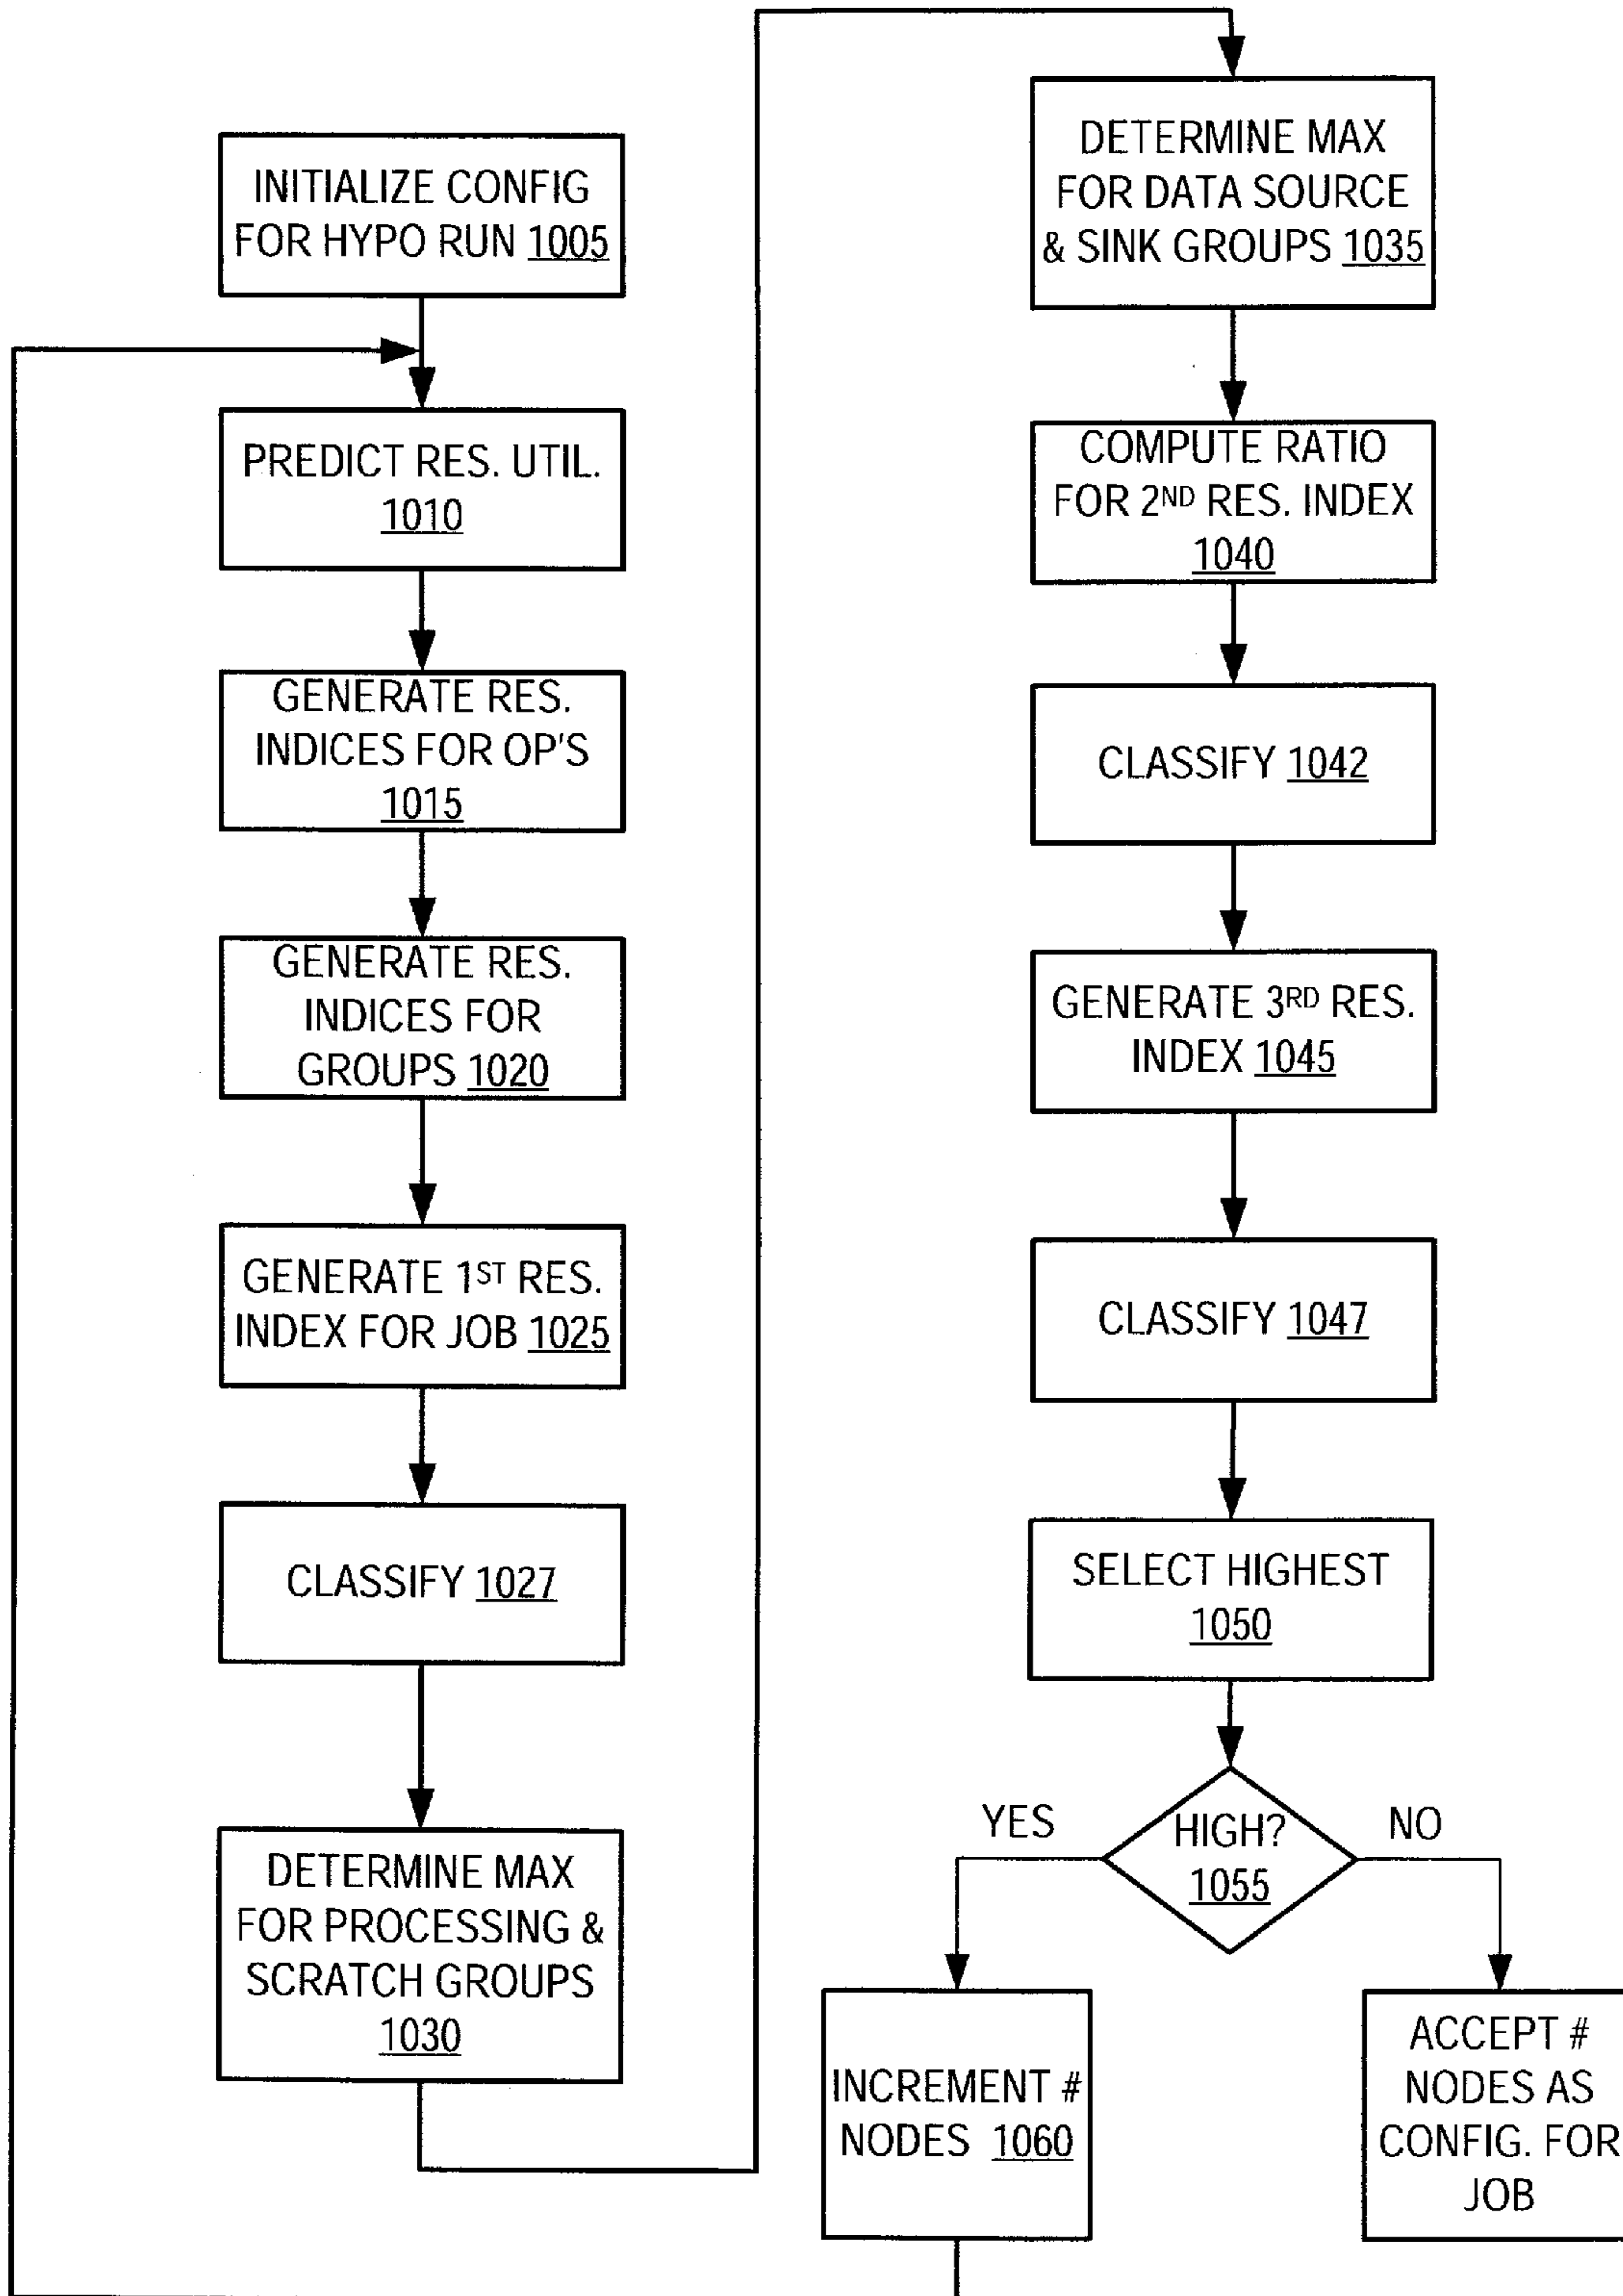 INITIALIZE CONFIG
FOR HYPO RUN 1005
PREDICT RES. UTIL.
1010
GENERATE RES.
INDICES FOR OP'S
1015
GENERATE RES.
INDICES FOR
GROUPS 1020
GENERATE 1ST RES.
INDEX FOR JOB 1025
CLASSIFY 1027
DETERMINE MAX
FOR PROCESSING &
SCRATCH GROUPS
1030
DETERMINE MAX
FOR DATA SOURCE
& SINK GROUPS 1035
COMPUTE RATIO
FOR 2ND RES. INDEX
1040
CLASSIFY 1042
GENERATE 3RD RES.
INDEX 1045
CLASSIFY 1047
SELECT HIGHEST
1050
HIGH?
1055
YES
NO
INCREMENT #
NODES 1060
ACCEPT #
NODES AS
CONFIG. FOR
JOB